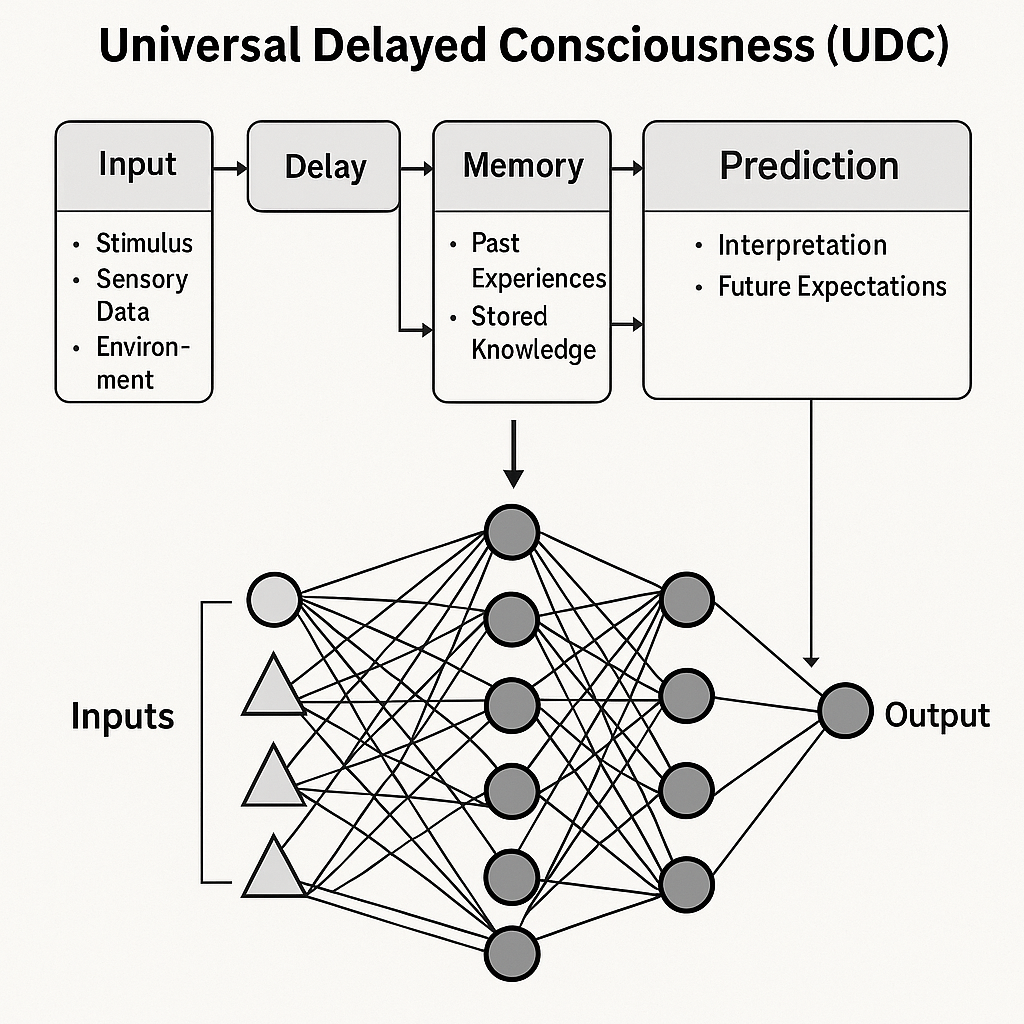 Universal Delayed Consciousness (UDC)
Input
• Stimulus
• Sensory
Data
• Environ-
ment
Delay
Memory
• Past
Experiences
• Stored
Knowledge
Prediction
• Interpretation
• Future Expectations
Inputs
Output